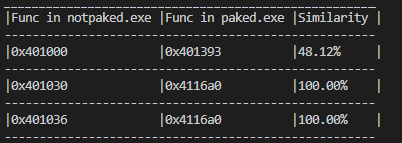 |Func in notpaked.exe |Func in paked.exe |Similarity |
|0x401000 |0x401393 |48.12% |
|0x401030 |0x4116a0 |100.00% |
|0x401036 |0x4116a0 |100.00% |